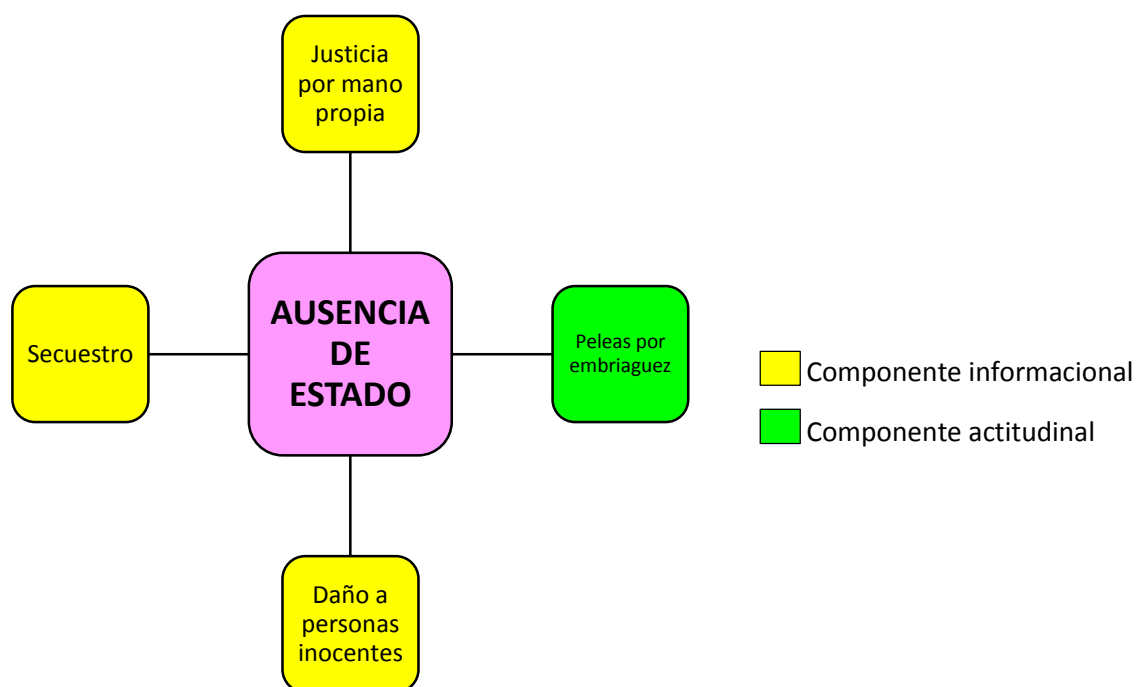 Justicia
por mano
propia
Secuestro
AUSENCIA
DE
ESTADO
Peleas por
embriaguez
Componente informacional
Componente actitudinal
Daño a
personas
inocentes